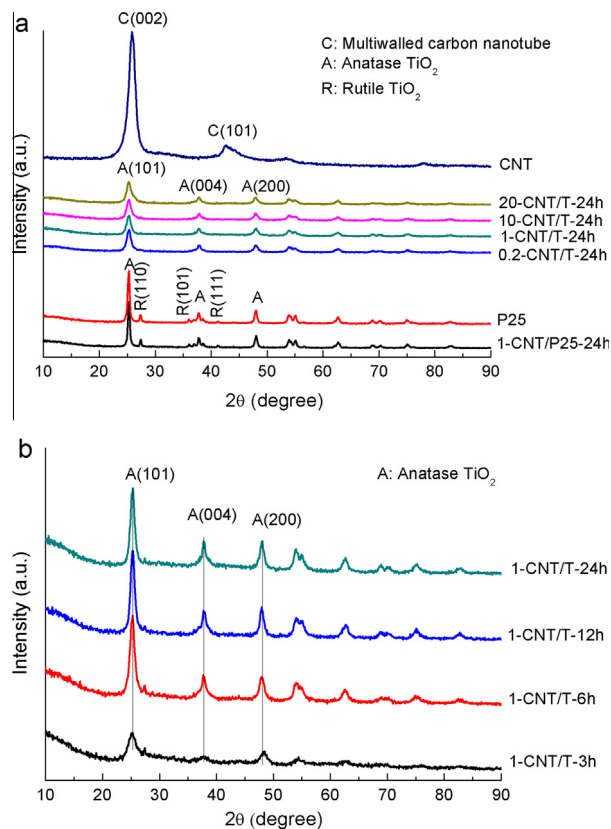 a
C(002)
C: Multiwalled carbon nanotube
A: Anatase TiO2
R: Rutile TiO2
C(101)
CNT
A(101)
A(004)
A(200)
20-CNT/T-24h
10-CNT/T-24h
1-CNT/T-24h
0.2-CNT/T-24h
A
R(110)
R(101)
A
R(111)
A
P25
1-CNT/P25-24h
Intensity (a.u.)
10 20 30 40 50 60 70 80 90
2θ (degree)
b
A(101)
A: Anatase TiO2
A(004)
A(200)
1-CNT/T-24h
1-CNT/T-12h
1-CNT/T-6h
1-CNT/T-3h
Intensity (a.u.)
10 20 30 40 50 60 70 80 90
2θ (degree)